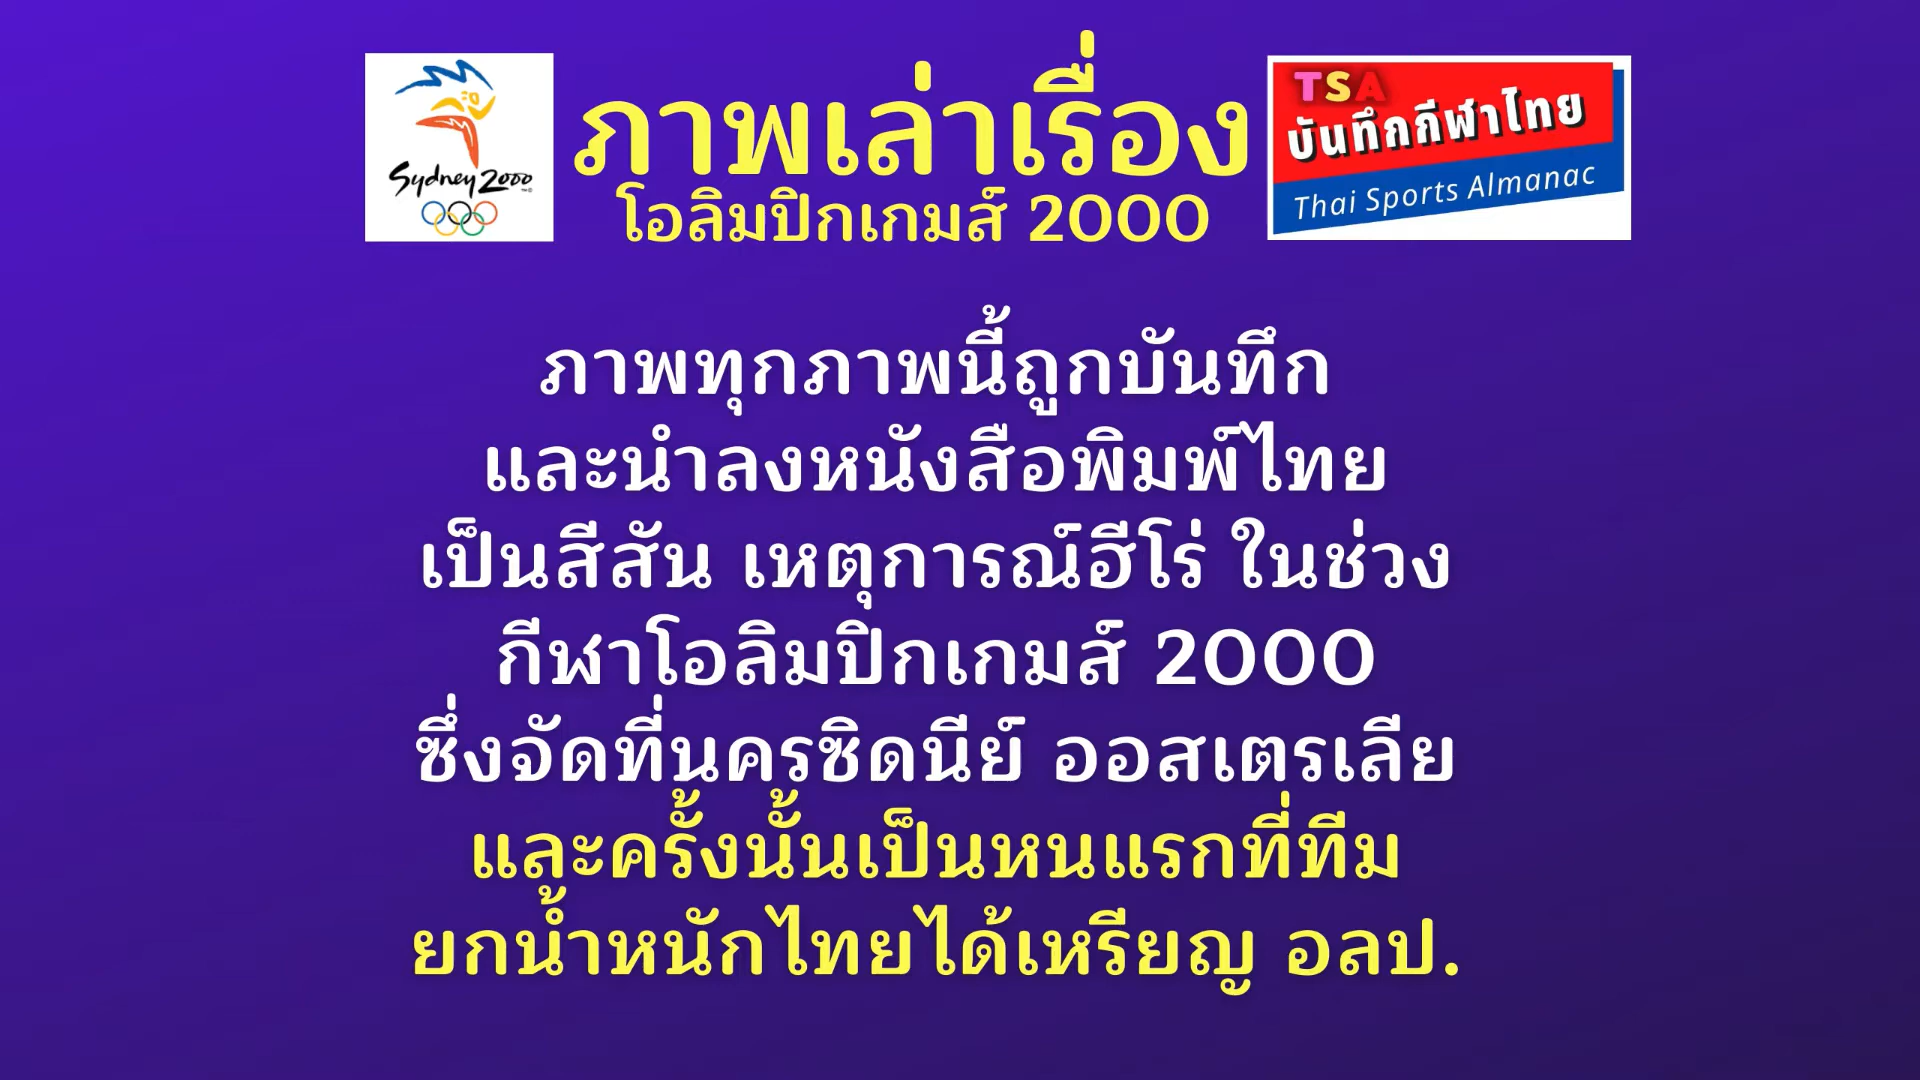 Sydney 2000
ภาพเล่าเรื่อง
โอลิมปิกเกมส์ 2000
TSA
บันทึกกีฬาไทย
Thai Sports Almanac
ภาพทุกภาพนี้ถูกบันทึก
และนำลงหนังสือพิมพ์ไทย
เป็นสีสัน เหตุการณ์ฮีโร่ ในช่วง
กีฬาโอลิมปิกเกมส์ 2000
ซึ่งจัดที่นครซิดนีย์ ออสเตรเลีย
และครั้งนั้นเป็นหนแรกที่ทีม
ยกน้ำหนักไทยได้เหรียญ อลป.